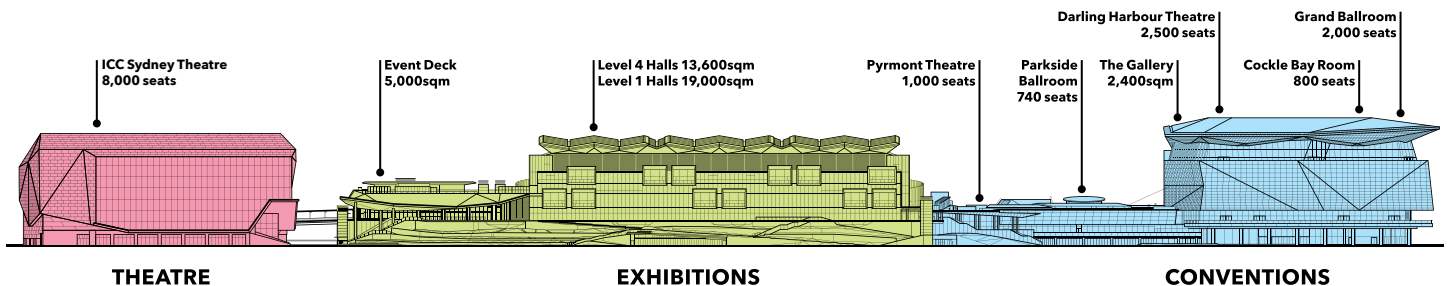 ICC Sydney Theatre
8,000 seats
Event Deck
5,000sqm
Level 4 Halls 13,600sqm
Level 1 Halls 19,000sqm
Pyrmont Theatre
1,000 seats
Parkside
Ballroom
740 seats
The Gallery
2,400sqm
Darling Harbour Theatre
2,500 seats
Cockle Bay Room
800 seats
Grand Ballroom
2,000 seats
THEATRE
EXHIBITIONS
CONVENTIONS